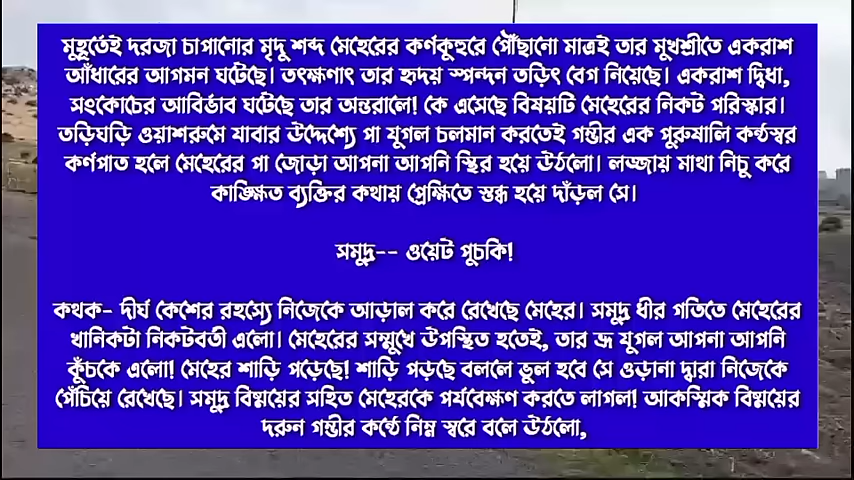 মুহূর্তেই দরজা চাপানোর মৃদু শব্দ মেহেরের কর্ণকুহুরে পৌঁছানো মাত্রই তার মুখশ্রীতে একরাশ
আঁধারের আগমন ঘটেছে। তৎক্ষণাৎ তার হৃদয় স্পন্দন তড়িৎ বেগ নিয়েছে। একরাশ দ্বিধা,
সংকোচের আবির্ভাব ঘটেছে তার অন্তরালে! কে এসেছে বিষয়টি মেহেরের নিকট পরিস্কার।
তড়িঘড়ি ওয়াশরুমে যাবার উদ্দেশ্যে পা যুগল চলমান করতেই গম্ভীর এক পুরুষালি কন্ঠস্বর
কর্ণপাত হলে মেহেরের পা জোড়া আপনা আপনি স্থির হয়ে উঠলো। লজ্জায় মাথা নিচু করে
কাঙ্ক্ষিত ব্যক্তির কথায় প্রেক্ষিতে স্তব্ধ হয়ে দাঁড়ল সে।
সমুদ্র-- ওয়েট পুচকি!
কথক- দীর্ঘ কেশের রহস্যে নিজেকে আড়াল করে রেখেছে মেহের। সমুদ্র ধীর গতিতে মেহেরের
খানিকটা নিকটবর্তী এলো। মেহেরের সম্মুখে উপস্থিত হতেই, তার ভ্রু যুগল আপনা আপনি
কুঁচকে এলো! মেহের শাড়ি পড়েছে! শাড়ি পড়ছে বললে ভুল হবে সে ওড়ানা দ্বারা নিজেকে
পেঁচিয়ে রেখেছে। সমুদ্র বিস্ময়ের সহিত মেহেরকে পর্যবেক্ষণ করতে লাগল! আকস্মিক বিস্ময়ের
দরুন গম্ভীর কন্ঠে নিম্ন স্বরে বলে উঠলো,